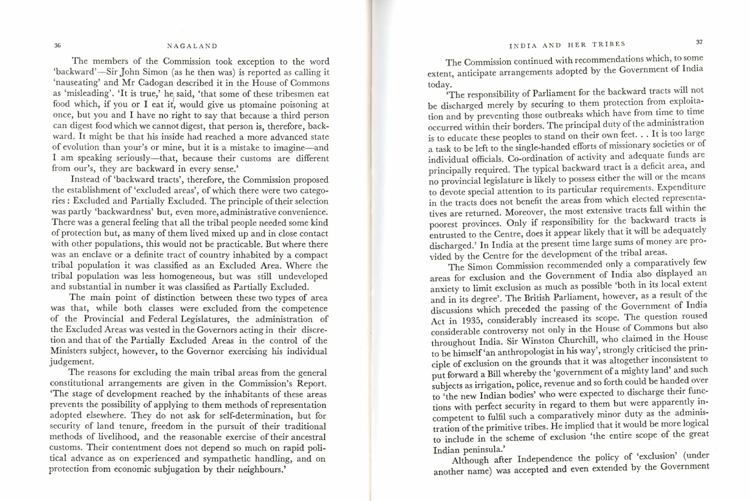 36
NAGALAND
The members of the Commission took exception to the word
'backward'—Sir John Simon (as he then was) is reported as calling it
'nauseating' and Mr Cadogan described it in the House of Commons
as 'misleading'. 'It is true,' he said, 'that some of these tribesmen eat
food which, if you or I eat it, would give us ptomaine poisoning at
once, but you and I have no right to say that because a third person
can digest food which we cannot digest, that person is, therefore, back-
ward. It might be that his inside had reached a more advanced state
of evolution than your's or mine, but it is a mistake to imagine—and
I am speaking seriously—that, because their customs are different
from our's, they are backward in every sense.'
Instead of 'backward tracts', therefore, the Commission proposed
the establishment of 'excluded areas', of which there were two catego-
ries : Excluded and Partially Excluded. The principle of their selection
was partly 'backwardness' but, even more, administrative convenience.
There was a general feeling that all the tribal people needed some kind
of protection but, as many of them lived mixed up and in close contact
with other populations, this would not be practicable. But where there
was an enclave or a definite tract of country inhabited by a compact
tribal population it was classified as an Excluded Area. Where the
tribal population was less homogeneous, but was still undeveloped
and substantial in number it was classified as Partially Excluded.
The main point of distinction between these two types of area
was that, while both classes were excluded from the competence
of the Provincial and Federal Legislatures, the administration of
the Excluded Areas was vested in the Governors acting in their discre-
tion and that of the Partially Excluded Areas in the control of the
Ministers subject, however, to the Governor exercising his individual
judgement.
The reasons for excluding the main tribal areas from the general
constitutional arrangements are given in the Commission's Report.
'The stage of development reached by the inhabitants of these areas
prevents the possibility of applying to them methods of representation
adopted elsewhere. They do not ask for self-determination, but for
security of land tenure, freedom in the pursuit of their traditional
methods of livelihood, and the reasonable exercise of their ancestral
customs. Their contentment does not depend so much on rapid poli-
tical advance as on experienced and sympathetic handling, and on
protection from economic subjugation by their neighbours.'
INDIA AND HER TRIBES
37
The Commission continued with recommendations which, to some
extent, anticipate arrangements adopted by the Government of India
today.
'The responsibility of Parliament for the backward tracts will not
be discharged merely by securing to them protection from exploita-
tion and by preventing those outbreaks which have from time to time
occurred within their borders. The principal duty of the administration
is to educate these peoples to stand on their own feet. . . It is too large
a task to be left to the single-handed efforts of missionary societies or of
individual officials. Co-ordination of activity and adequate funds are
principally required. The typical backward tract is a deficit area, and
no provincial legislature is likely to possess either the will or the means
to devote special attention to its particular requirements. Expenditure
in the tracts does not benefit the areas from which elected representa-
tives are returned. Moreover, the most extensive tracts fall within the
poorest provinces. Only if responsibility for the backward tracts is
entrusted to the Centre, does it appear likely that it will be adequately
discharged.' In India at the present time large sums of money are pro-
vided by the Centre for the development of the tribal areas.
The Simon Commission recommended only a comparatively few
areas for exclusion and the Government of India also displayed an
anxiety to limit exclusion as much as possible 'both in its local extent
and in its degree'. The British Parliament, however, as a result of the
discussions which preceded the passing of the Government of India
Act in 1935, considerably increased its scope. The question roused
considerable controversy not only in the House of Commons but also
throughout India. Sir Winston Churchill, who claimed in the House
to be himself 'an anthropologist in his way', strongly criticised the prin-
ciple of exclusion on the grounds that it was altogether inconsistent to
put forward a Bill whereby the 'government of a mighty land' and such
subjects as irrigation, police, revenue and so forth could be handed over
to 'the new Indian bodies' who were expected to discharge their func-
tions with perfect security in regard to them but were apparently in-
competent to fulfil such a comparatively minor duty as the adminis-
tration of the primitive tribes. He implied that it would be more logical
to include in the scheme of exclusion 'the entire scope of the great
Indian peninsula.'
Although after Independence the policy of 'exclusion' (under
another name) was accepted and even extended by the Government